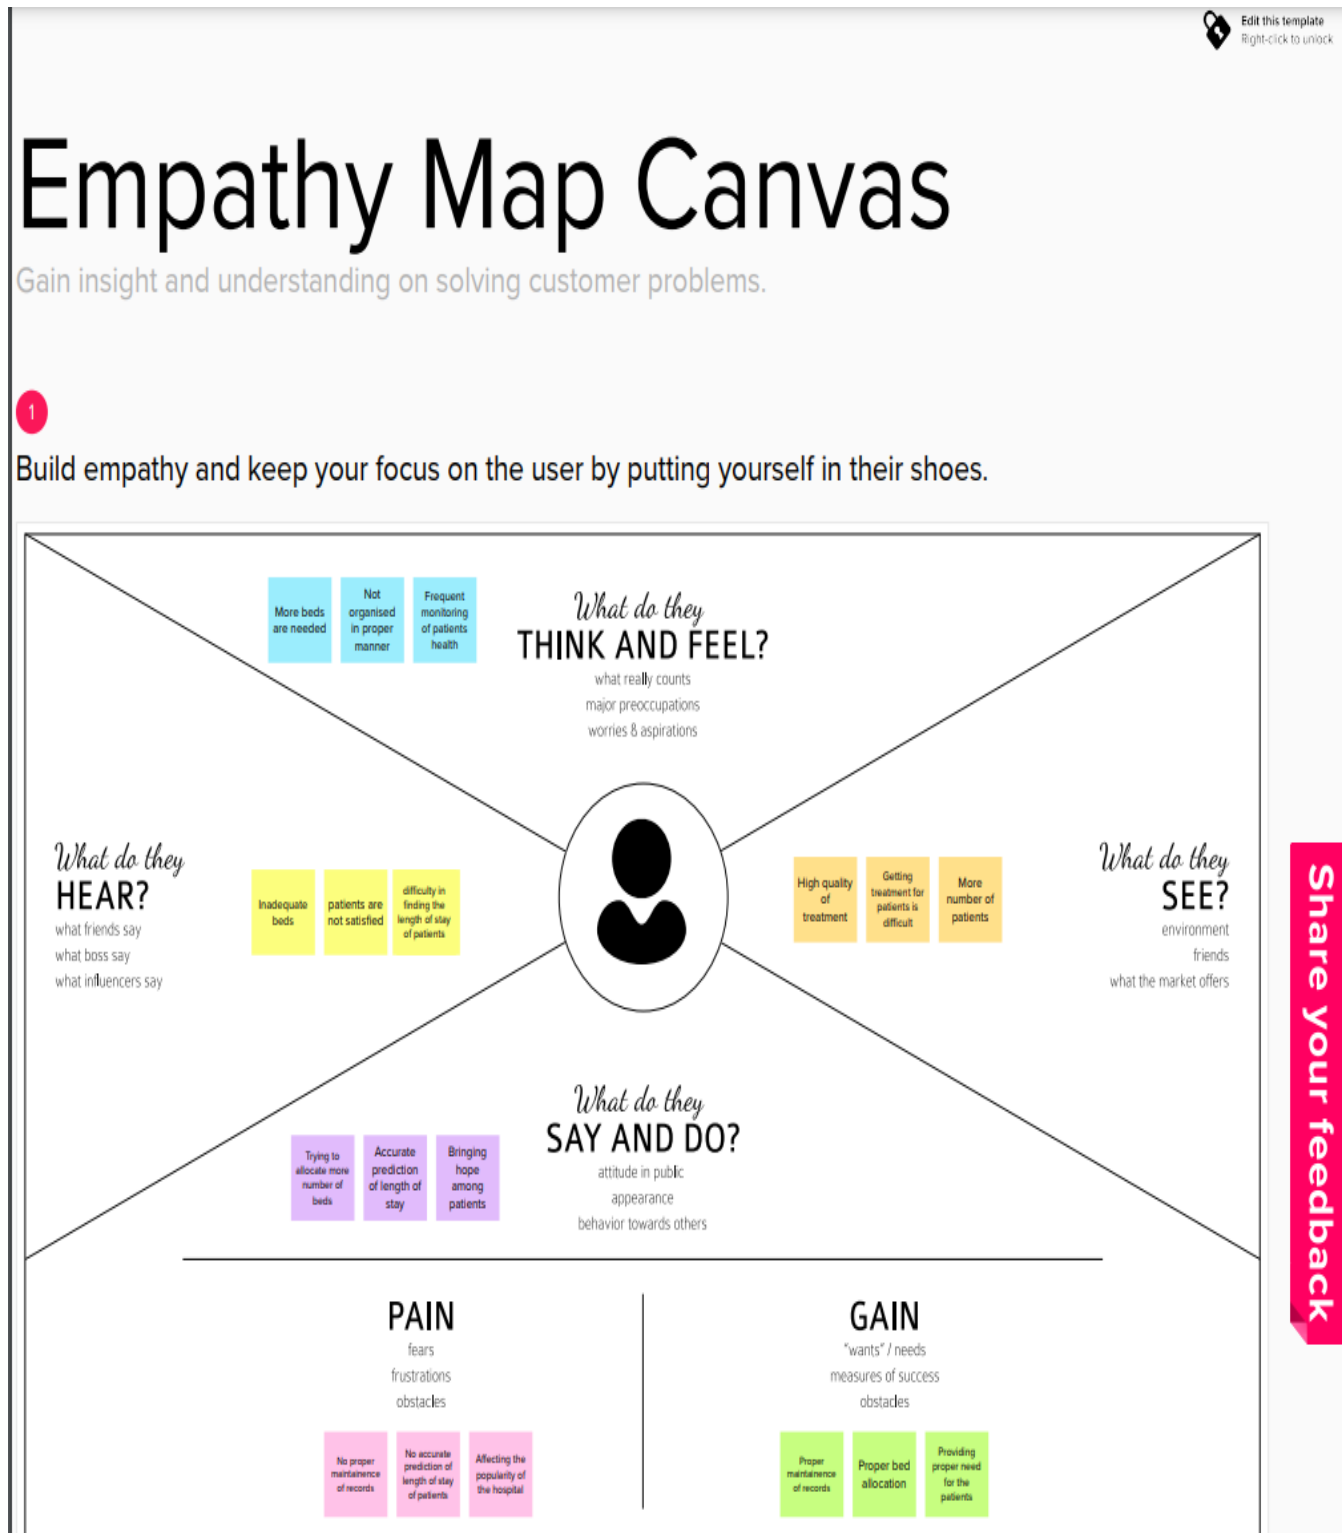 Edit this template
Right-click to unlock
Empathy Map Canvas
Gain insight and understanding on solving customer problems.
1
Build empathy and keep your focus on the user by putting yourself in their shoes.
What do they
THINK AND FEEL?
what really counts
major preoccupations
worries & aspirations
More beds
are needed
Not
organised
in proper
manner
Frequent
monitoring
of patients
health
What do they
HEAR?
what friends say
what boss say
what influencers say
Inadequate
beds
patients are
not satisfied
difficulty in
finding the
length of stay
of patients
High quality
of
treatment
Getting
treatment for
patients is
difficult
More
number of
patients
What do they
SEE?
environment
friends
what the market offers
What do they
SAY AND DO?
attitude in public
appearance
behavior towards others
Trying to
allocate more
number of
beds
Accurate
prediction
of length of
stay
Bringing
hope
among
patients
PAIN
fears
frustrations
obstacles
No proper
maintainence
of records
No accurate
prediction of
length of stay
of patients
Affecting the
popularity of
the hospital
GAIN
"wants" / needs
measures of success
obstacles
Proper
maintainence
of records
Proper bed
allocation
Providing
proper need
for the
patients
Share your feedback